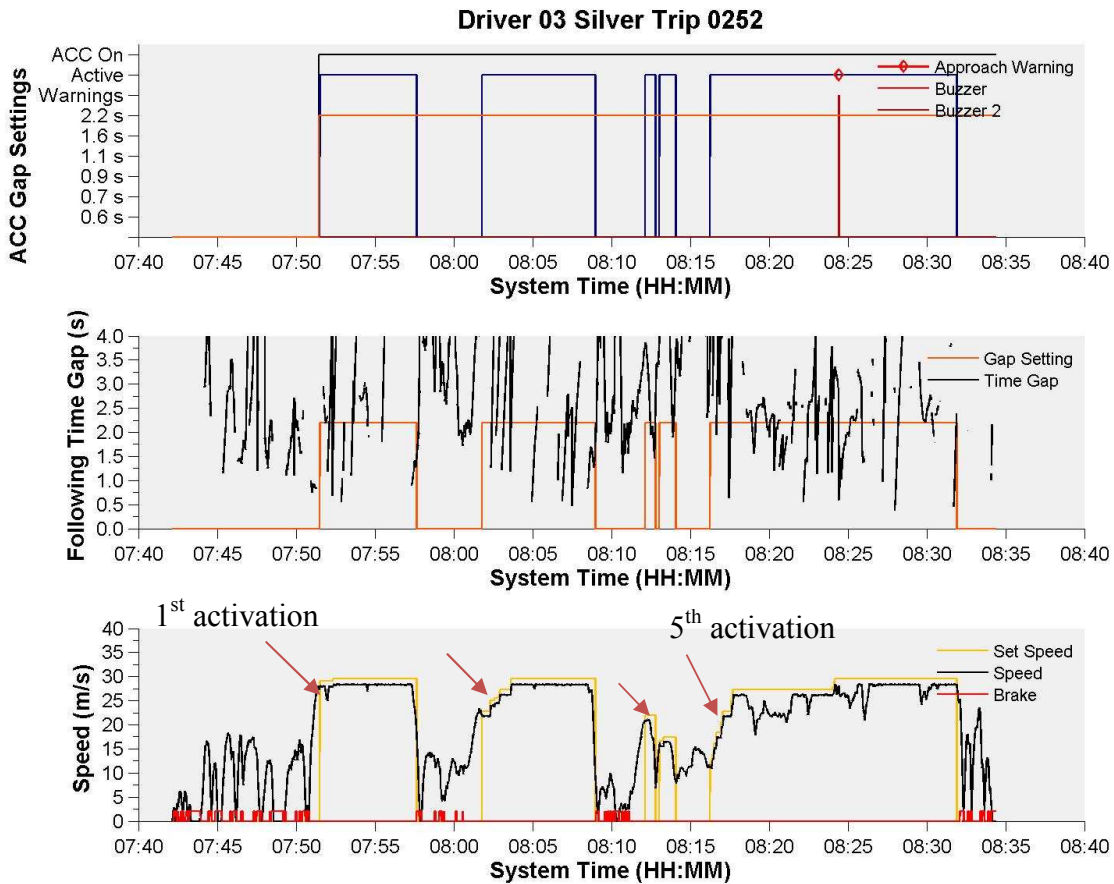 Driver 03 Silver Trip 0252
ACC Gap Settings
ACC On
Active
Warnings
2.2 s
1.6 s
1.1 s
0.9 s
0.7 s
0.6 s
Approach Warning
Buzzer
Buzzer 2
07:40 07:45 07:50 07:55 08:00 08:05 08:10 08:15 08:20 08:25 08:30 08:35 08:40
System Time (HH:MM)
Following Time Gap (s)
4.0
3.5
3.0
2.5
2.0
1.5
1.0
0.5
0.0
Gap Setting
Time Gap
07:40 07:45 07:50 07:55 08:00 08:05 08:10 08:15 08:20 08:25 08:30 08:35 08:40
System Time (HH:MM)
1st activation
5th activation
Speed (m/s)
40
35
30
25
20
15
10
5
0
Set Speed
Speed
Brake
07:40 07:45 07:50 07:55 08:00 08:05 08:10 08:15 08:20 08:25 08:30 08:35 08:40
System Time (HH:MM)